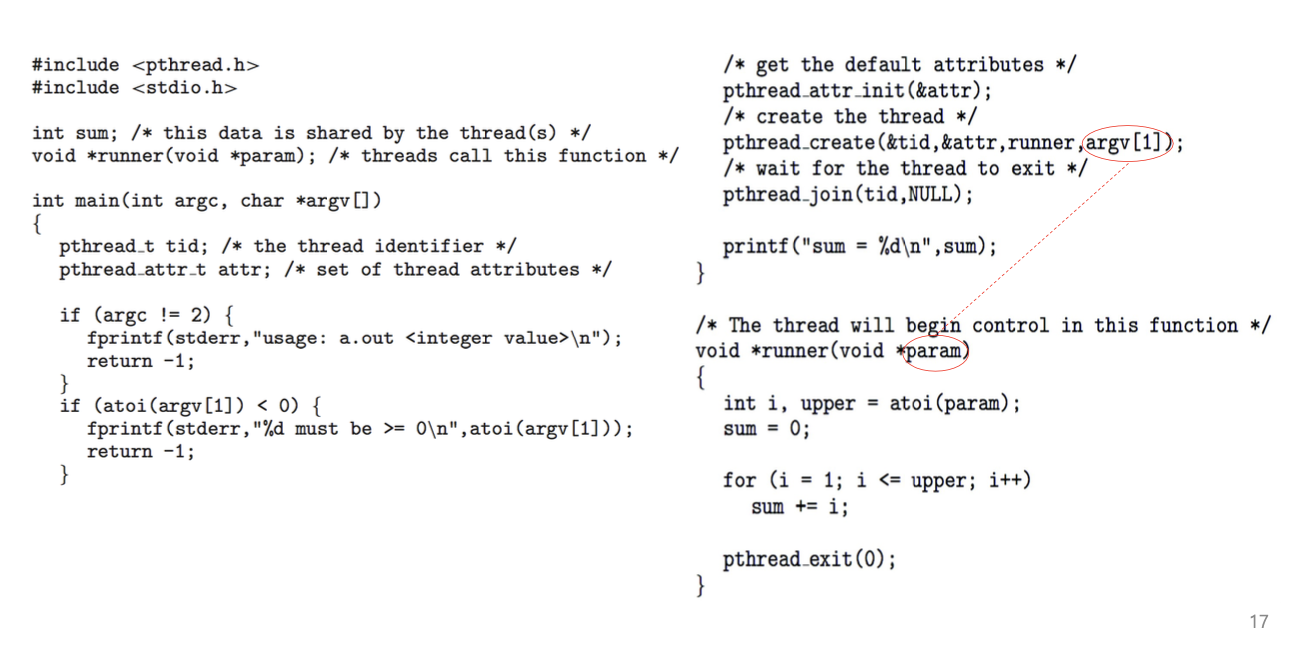 #include <pthread.h>
#include <stdio.h>

int sum; /* this data is shared by the thread(s) */
void *runner(void *param); /* threads call this function */

int main(int argc, char *argv[])
{
   pthread_t tid; /* the thread identifier */
   pthread_attr_t attr; /* set of thread attributes */

   if (argc != 2) {
      fprintf(stderr,"usage: a.out <integer value>\n");
      return -1;
   }
   if (atoi(argv[1]) < 0) {
      fprintf(stderr,"%d must be >= 0\n",atoi(argv[1]));
      return -1;
   }

   /* get the default attributes */
   pthread_attr_init(&attr);
   /* create the thread */
   pthread_create(&tid,&attr,runner,argv[1]);
   /* wait for the thread to exit */
   pthread_join(tid,NULL);

   printf("sum = %d\n",sum);
}

/* The thread will begin control in this function */
void *runner(void *param)
{
   int i, upper = atoi(param);
   sum = 0;

   for (i = 1; i <= upper; i++)
      sum += i;

   pthread_exit(0);
}
17